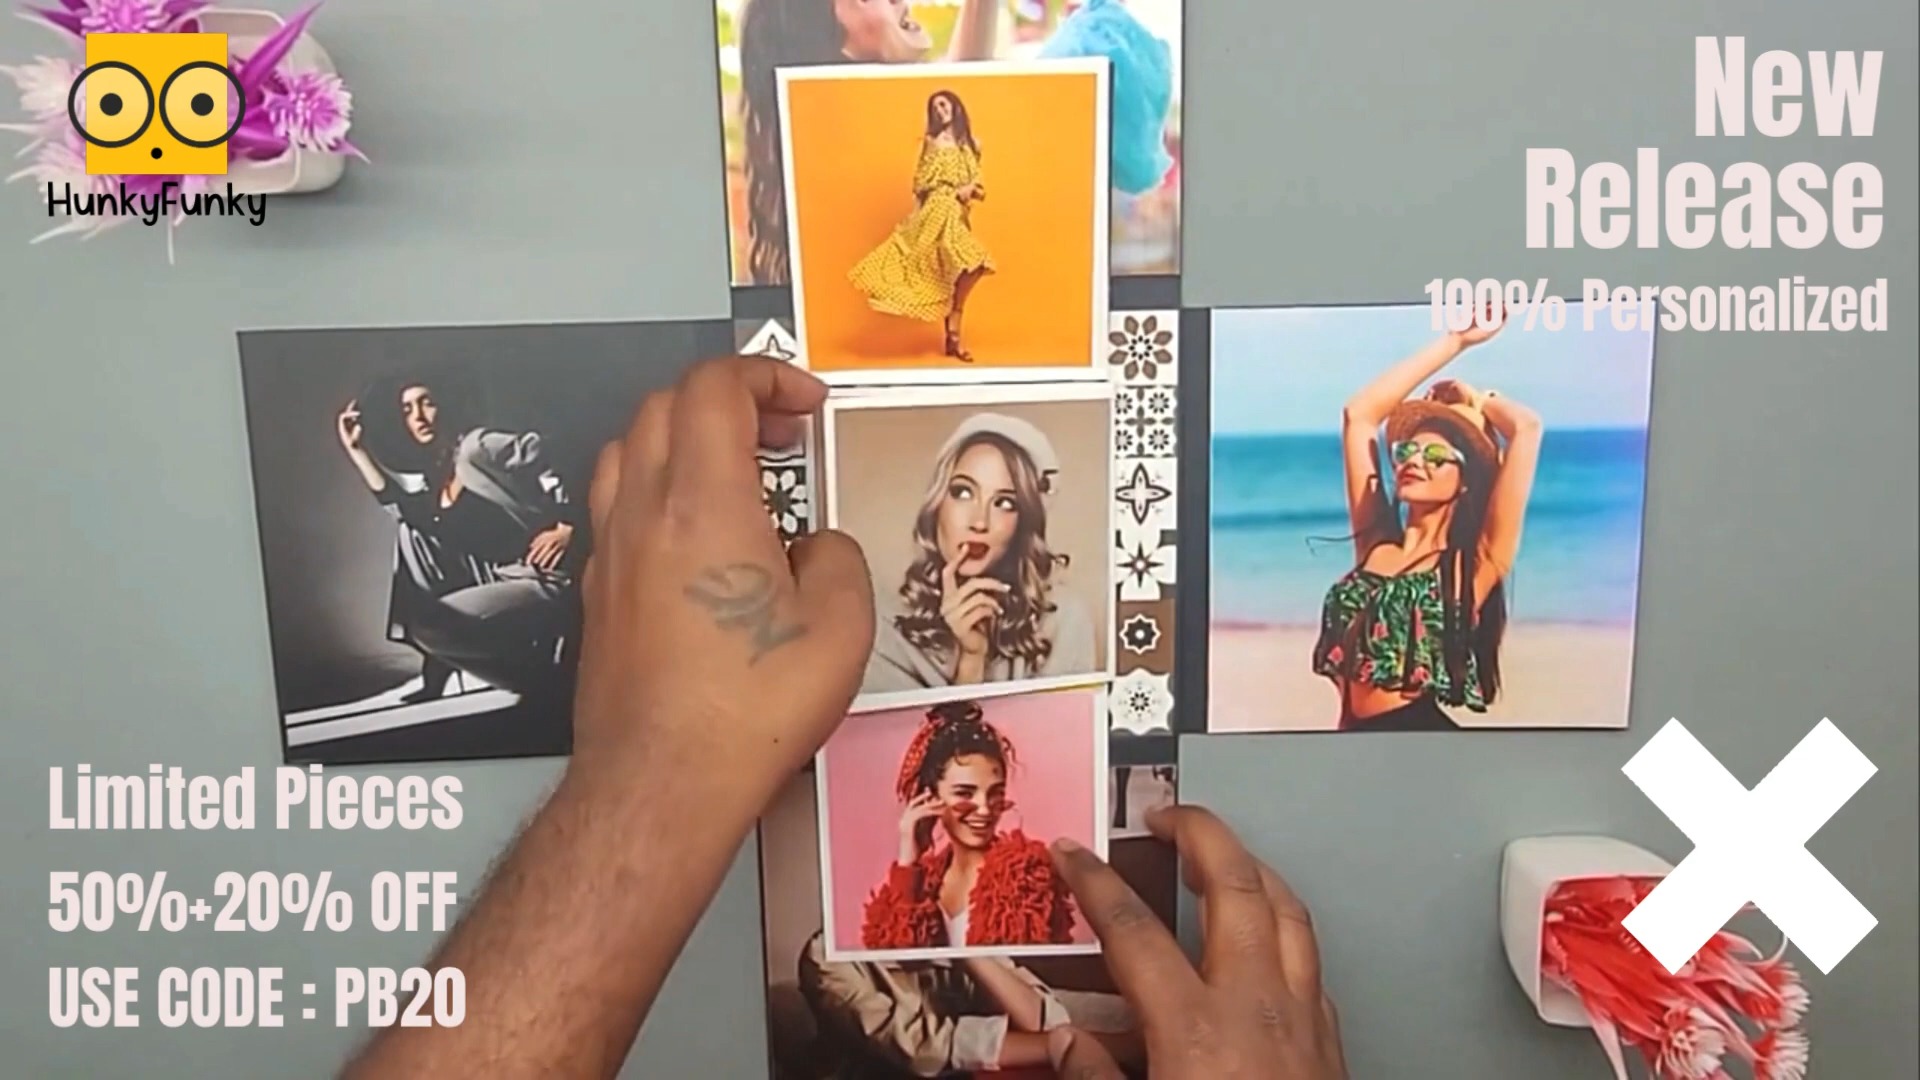 HunkyFunky
New
Release
100% Personalized
Limited Pieces
50%+20% OFF
USE CODE : PB20